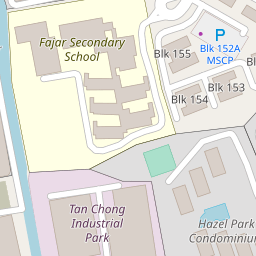 Fajar Secondary
School
P
Blk 155
Blk 152A
MSCP
Blk 153
Blk 154
Tan Chong
Industrial
Park
Hazel Park
Condominium